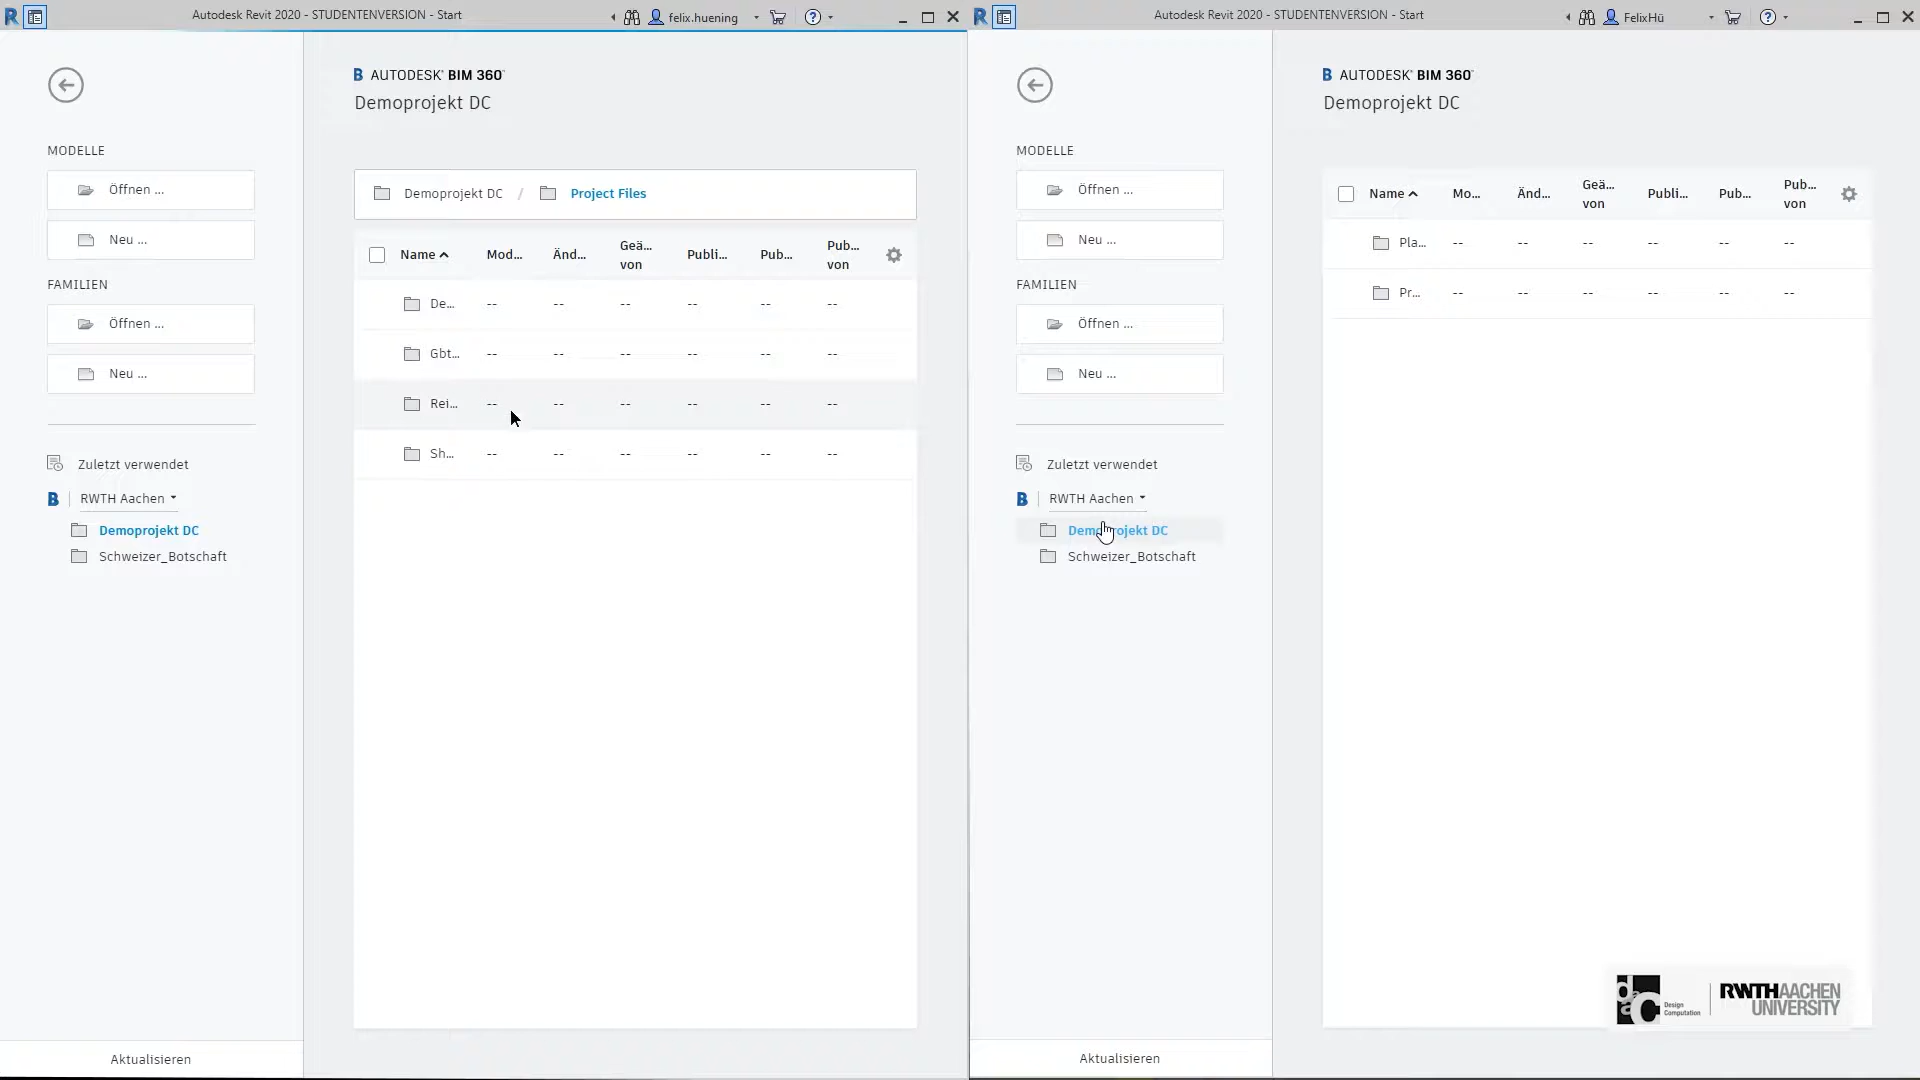 Autodesk Revit 2020 - STUDENTENVERSION - Start
felix.huening
AUTODESK® BIM 360°
Demoprojekt DC
MODELLE
Öffnen ...
Neu ...
FAMILIEN
Öffnen ...
Neu ...
Zuletzt verwendet
RWTH Aachen
Demoprojekt DC
Schweizer_Botschaft
Aktualisieren
Demoprojekt DC / Project Files
Name Mod... Änd... Geä... von Publi... Pub... Pub... von
De... -- -- -- -- -- --
Gbt... -- -- -- -- -- --
Rei... -- -- -- -- -- --
Sh... -- -- -- -- -- --
Autodesk Revit 2020 - STUDENTENVERSION - Start
FelixHü
AUTODESK® BIM 360°
Demoprojekt DC
MODELLE
Öffnen ...
Neu ...
FAMILIEN
Öffnen ...
Neu ...
Zuletzt verwendet
RWTH Aachen
Demoprojekt DC
Schweizer_Botschaft
Aktualisieren
Name Mo... Änd... Geä... von Publi... Pub... Pub... von
Pla... -- -- -- -- -- --
Pr... -- -- -- -- -- --
Design
Computation
RWTHAACHEN
UNIVERSITY